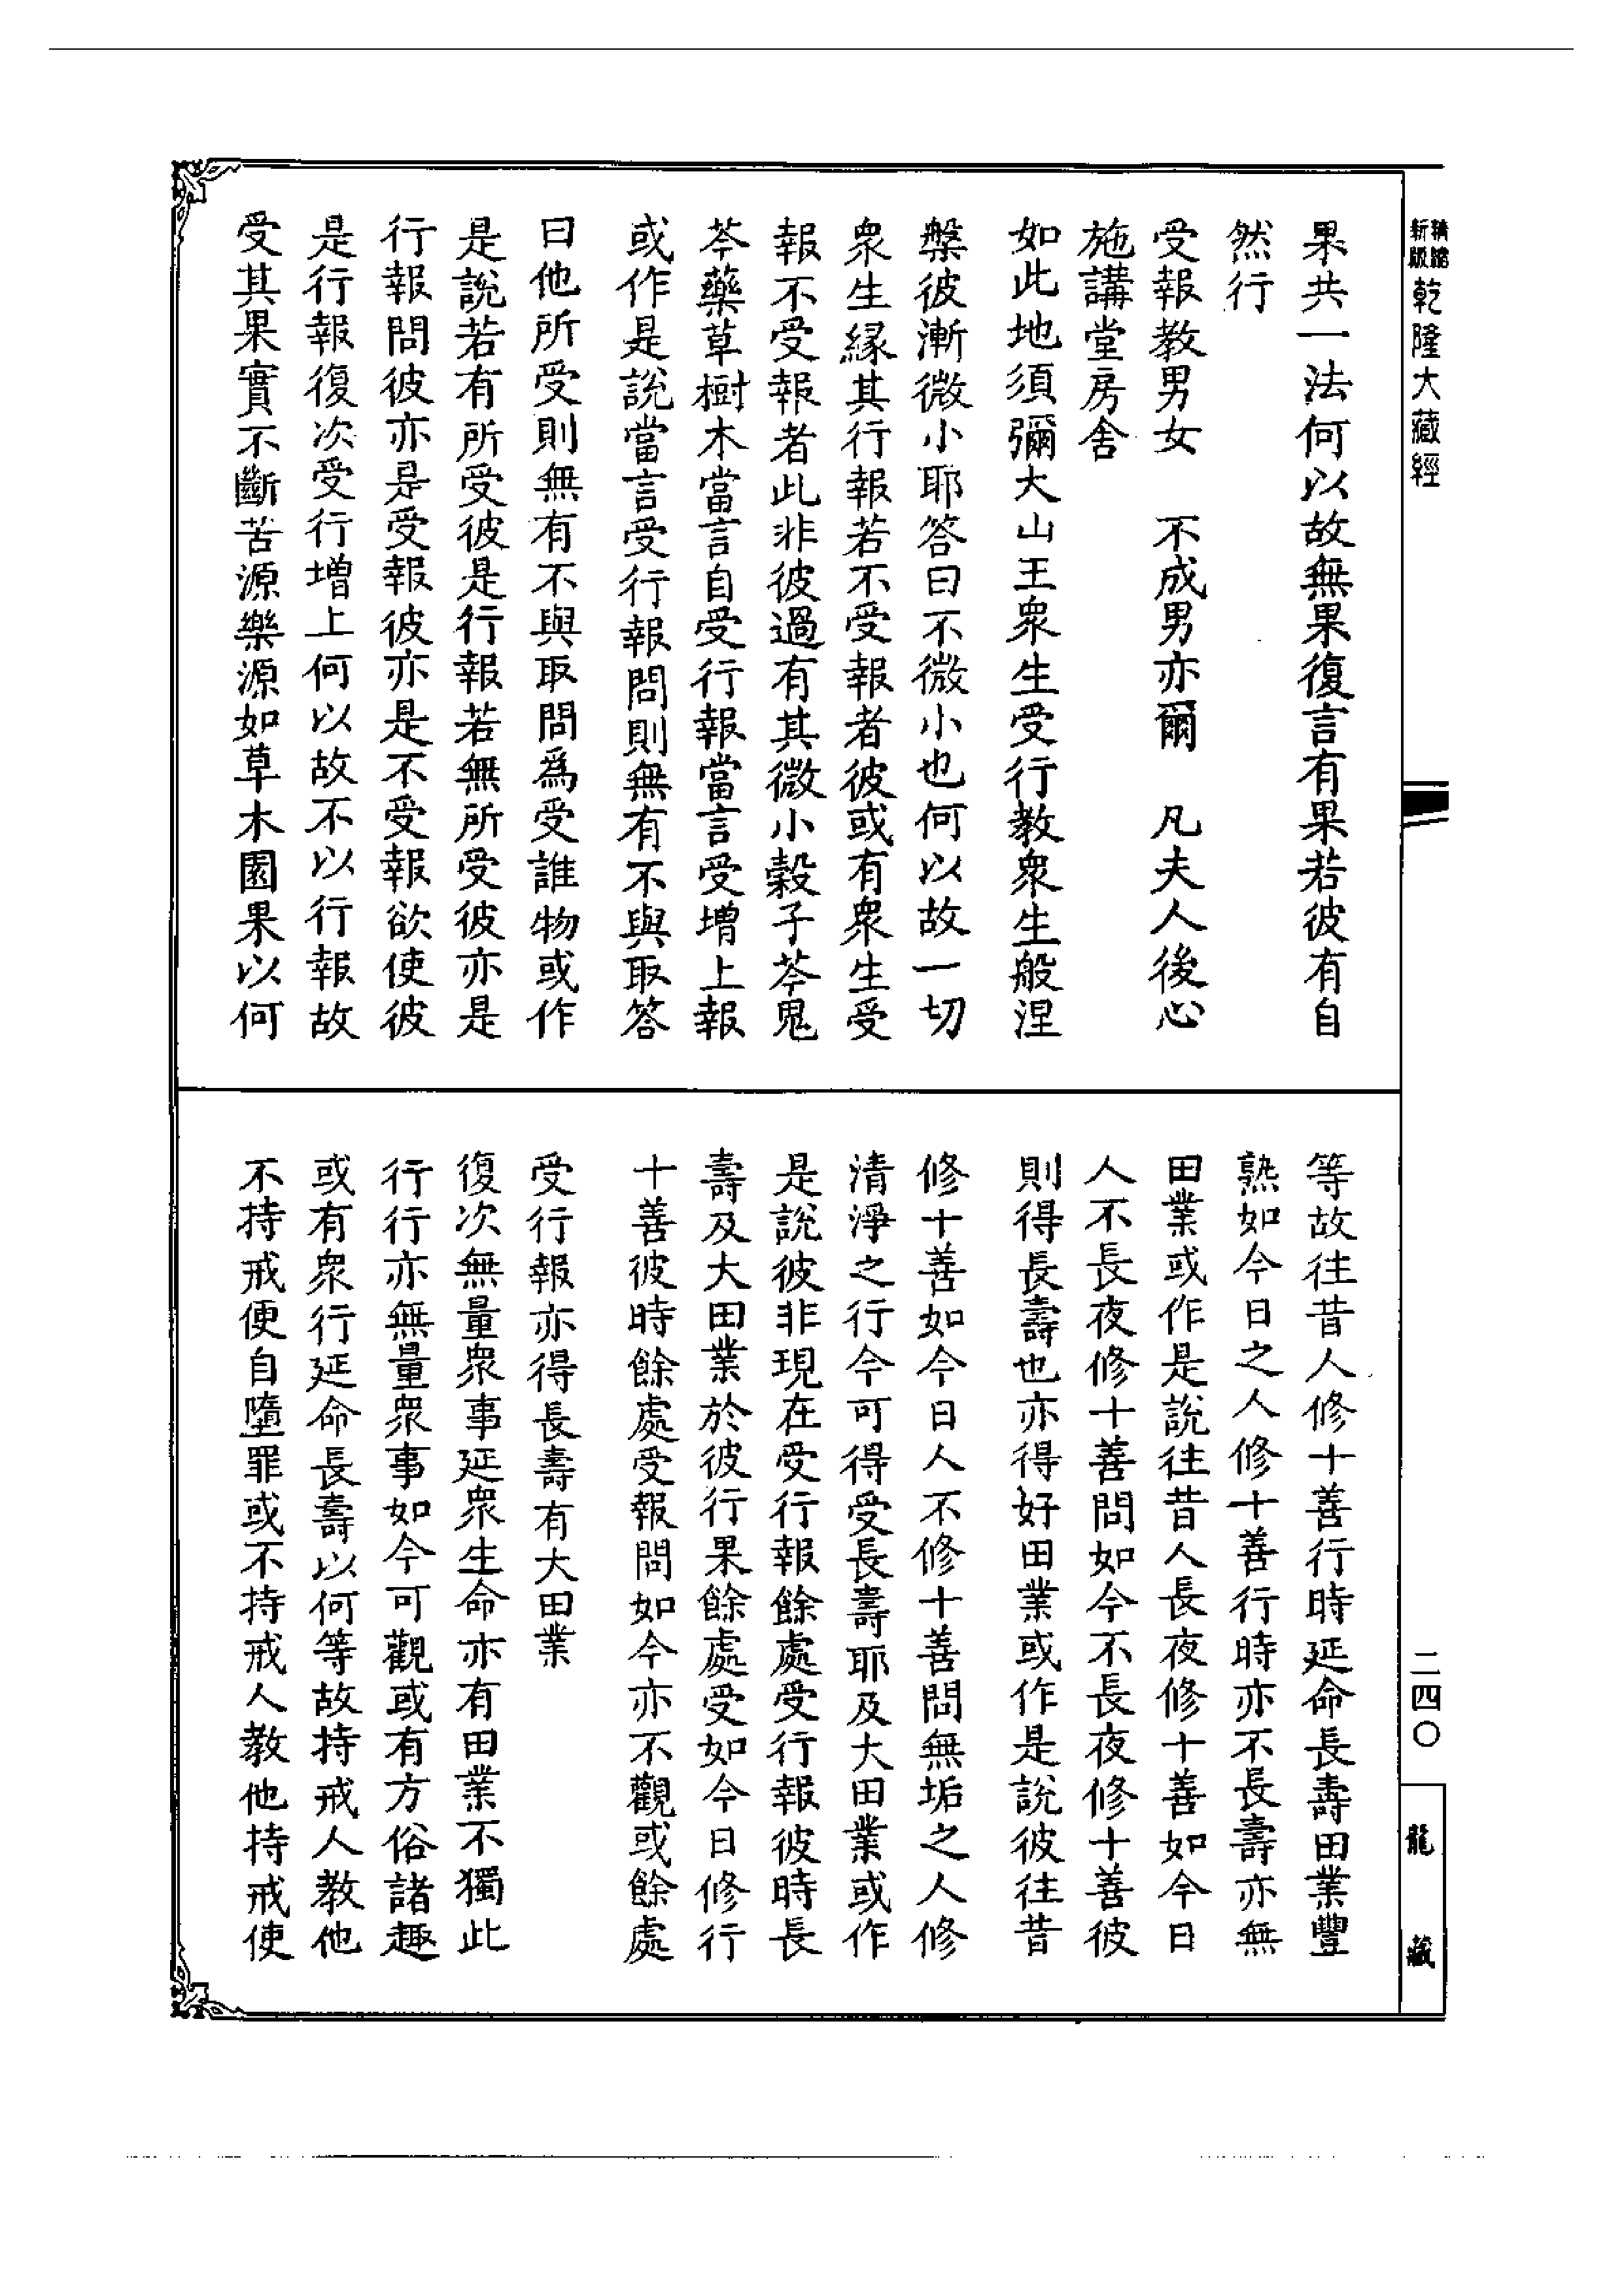 新版精縮乾隆大藏經
果共一法何以故無果復言有果若彼有自
然行
受報教男女　不成男亦爾　凡夫人後心
施講堂房舍
如此地須彌大山王衆生受行教衆生般涅
槃彼漸微小耶答曰不微小也何以故一切
衆生緣其行報若不受報者彼或有衆生受
報不受報者此非彼過有其微小穀子芩鬼
芩藥草樹木當言自受行報當言受增上報
或作是說當言受行報問則無有不與取答
曰他所受則無有不與取問爲受誰物或作
是說若有所受彼是行報若無所受彼亦是
行報問彼亦是受報彼亦是不受報欲使彼
是行報復次受行增上何以故不以行報故
受其果實不斷苦源樂源如草木園果以何
等故往昔人修十善行時延命長壽田業豐
熟如今日之人修十善行時亦不長壽亦無
田業或作是說往昔人長夜修十善如今日
人不長夜修十善問如今不長夜修十善彼
則得長壽也亦得好田業或作是說彼往昔
修十善如今日人不修十善問無垢之人修
清淨之行今可得受長壽耶及大田業或作
是說彼非現在受行報餘處受行報彼時長
壽及大田業於彼行果餘處受如今日修行
十善彼時餘處受報問如今亦不觀或餘處
受行報亦得長壽有大田業
復次無量衆事延衆生命亦有田業不獨此
行行亦無量衆事如今可觀或有方俗諸趣
或有衆行延命長壽以何等故持戒人教他
不持戒便自墮罪或不持戒人教他持戒使
二四〇
龍藏